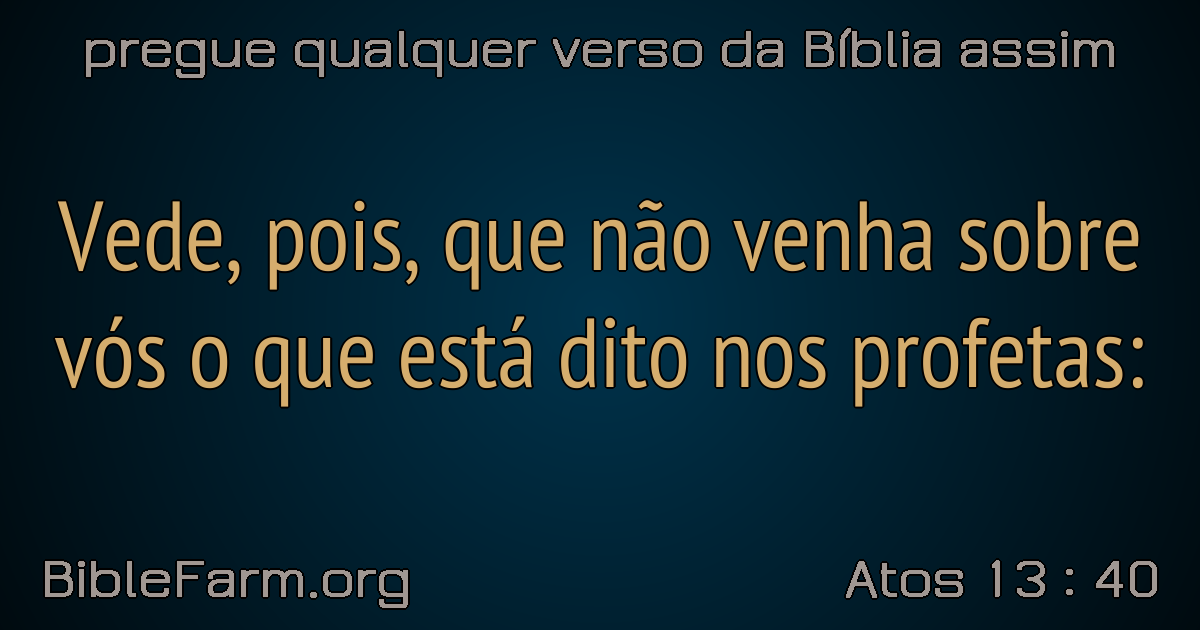 pregue qualquer verso da Bíblia assim
Vede, pois, que não venha sobre
vós o que está dito nos profetas:
BibleFarm.org
Atos 13 : 40